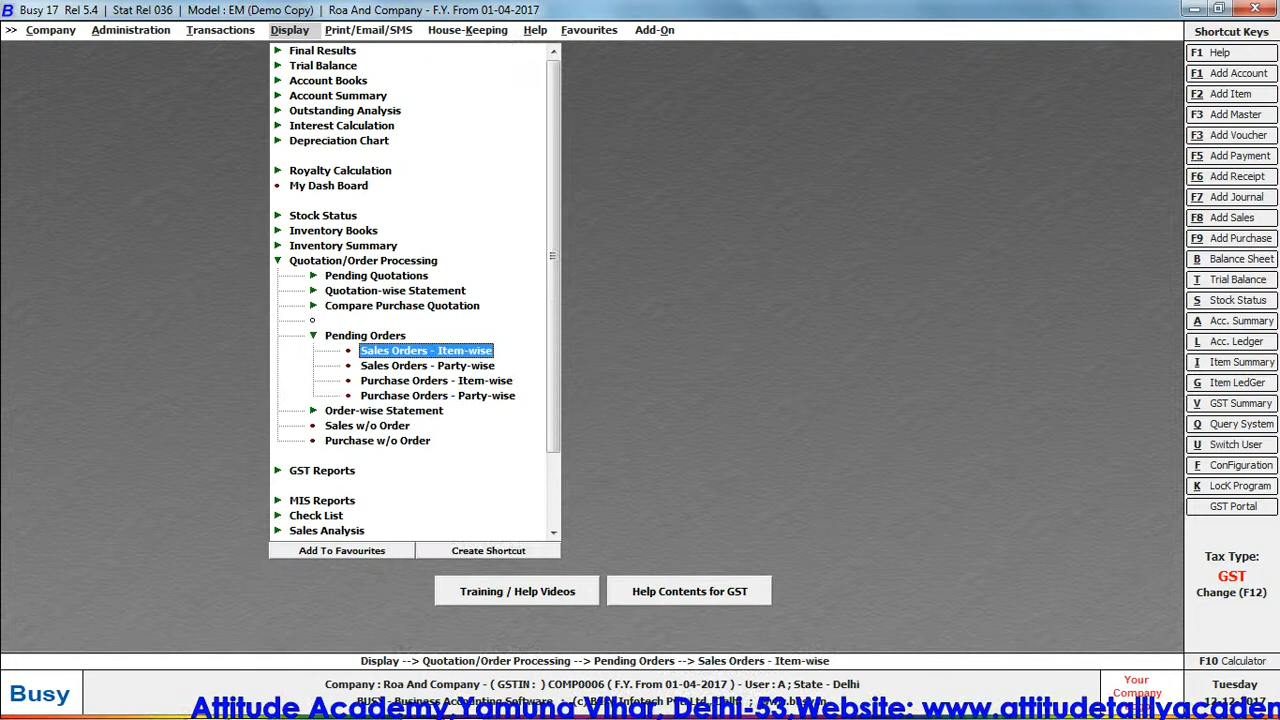 Busy 17 Rel 5.4 | Stat Rel 036 | Model : EM (Demo Copy) | Roa And Company - F.Y. From 01-04-2017
>> Company Administration Transactions Display Print/Email/SMS House-Keeping Help Favourites Add-On
Final Results
Trial Balance
Account Books
Account Summary
Outstanding Analysis
Interest Calculation
Depreciation Chart
Royalty Calculation
My Dash Board
Stock Status
Inventory Books
Inventory Summary
Quotation/Order Processing
Pending Quotations
Quotation-wise Statement
Compare Purchase Quotation
Pending Orders
Sales Orders - Item-wise
Sales Orders - Party-wise
Purchase Orders - Item-wise
Purchase Orders - Party-wise
Order-wise Statement
Sales w/o Order
Purchase w/o Order
GST Reports
MIS Reports
Check List
Sales Analysis
Add To Favourites Create Shortcut
Training / Help Videos Help Contents for GST
Shortcut Keys
F1 Help
F1 Add Account
F2 Add Item
F3 Add Master
F3 Add Voucher
F5 Add Payment
F6 Add Receipt
F7 Add Journal
F8 Add Sales
F9 Add Purchase
B Balance Sheet
T Trial Balance
S Stock Status
A Acc. Summary
L Acc. Ledger
I Item Summary
G Item LedGer
V GST Summary
Q Query System
U Switch User
F ConFiguration
K LocK Program
GST Portal
Tax Type:
GST
Change (F12)
Display --> Quotation/Order Processing --> Pending Orders --> Sales Orders - Item-wise
F10 Calculator
Busy
Company : Roa And Company - ( GSTIN : ) COMP0006 ( F.Y. From 01-04-2017 ) - User : A ; State - Delhi
Your
Company
Tuesday
12-12-2017
Attitude Academy Yamuna Vihar, Delhi-53,Website: www.attitudetallyacadem